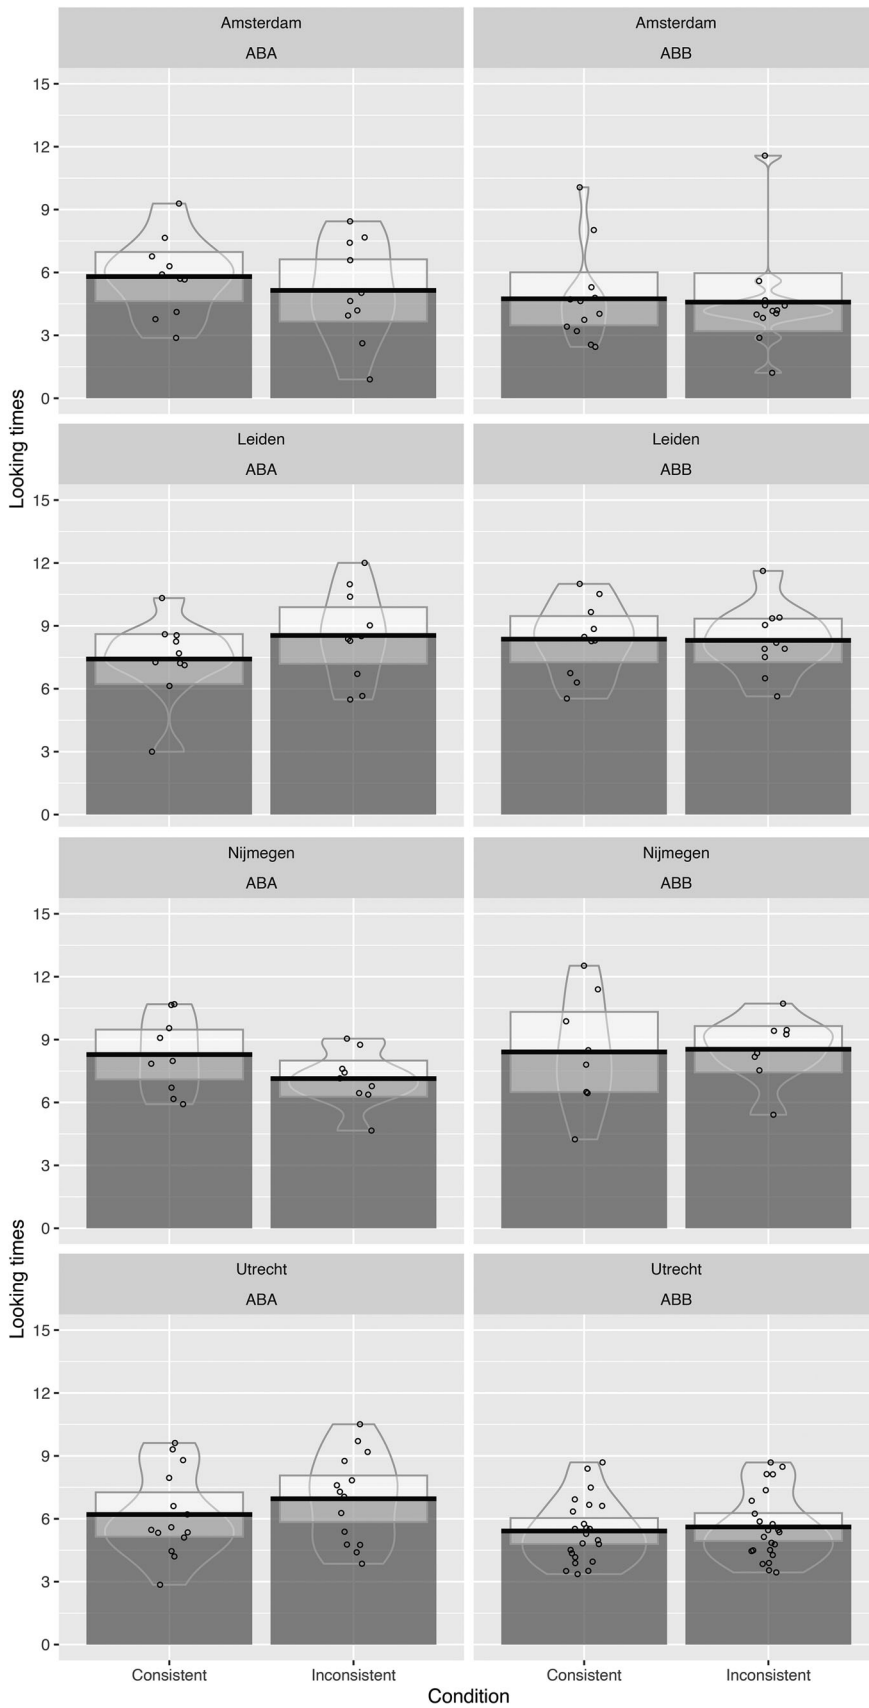 Amsterdam
ABA
Amsterdam
ABB
15
12
9
6
3
0
Looking times
Leiden
ABA
Leiden
ABB
15
12
9
6
3
0
Nijmegen
ABA
Nijmegen
ABB
15
12
9
6
3
0
Looking times
Utrecht
ABA
Utrecht
ABB
15
12
9
6
3
0
Consistent
Inconsistent
Consistent
Inconsistent
Condition